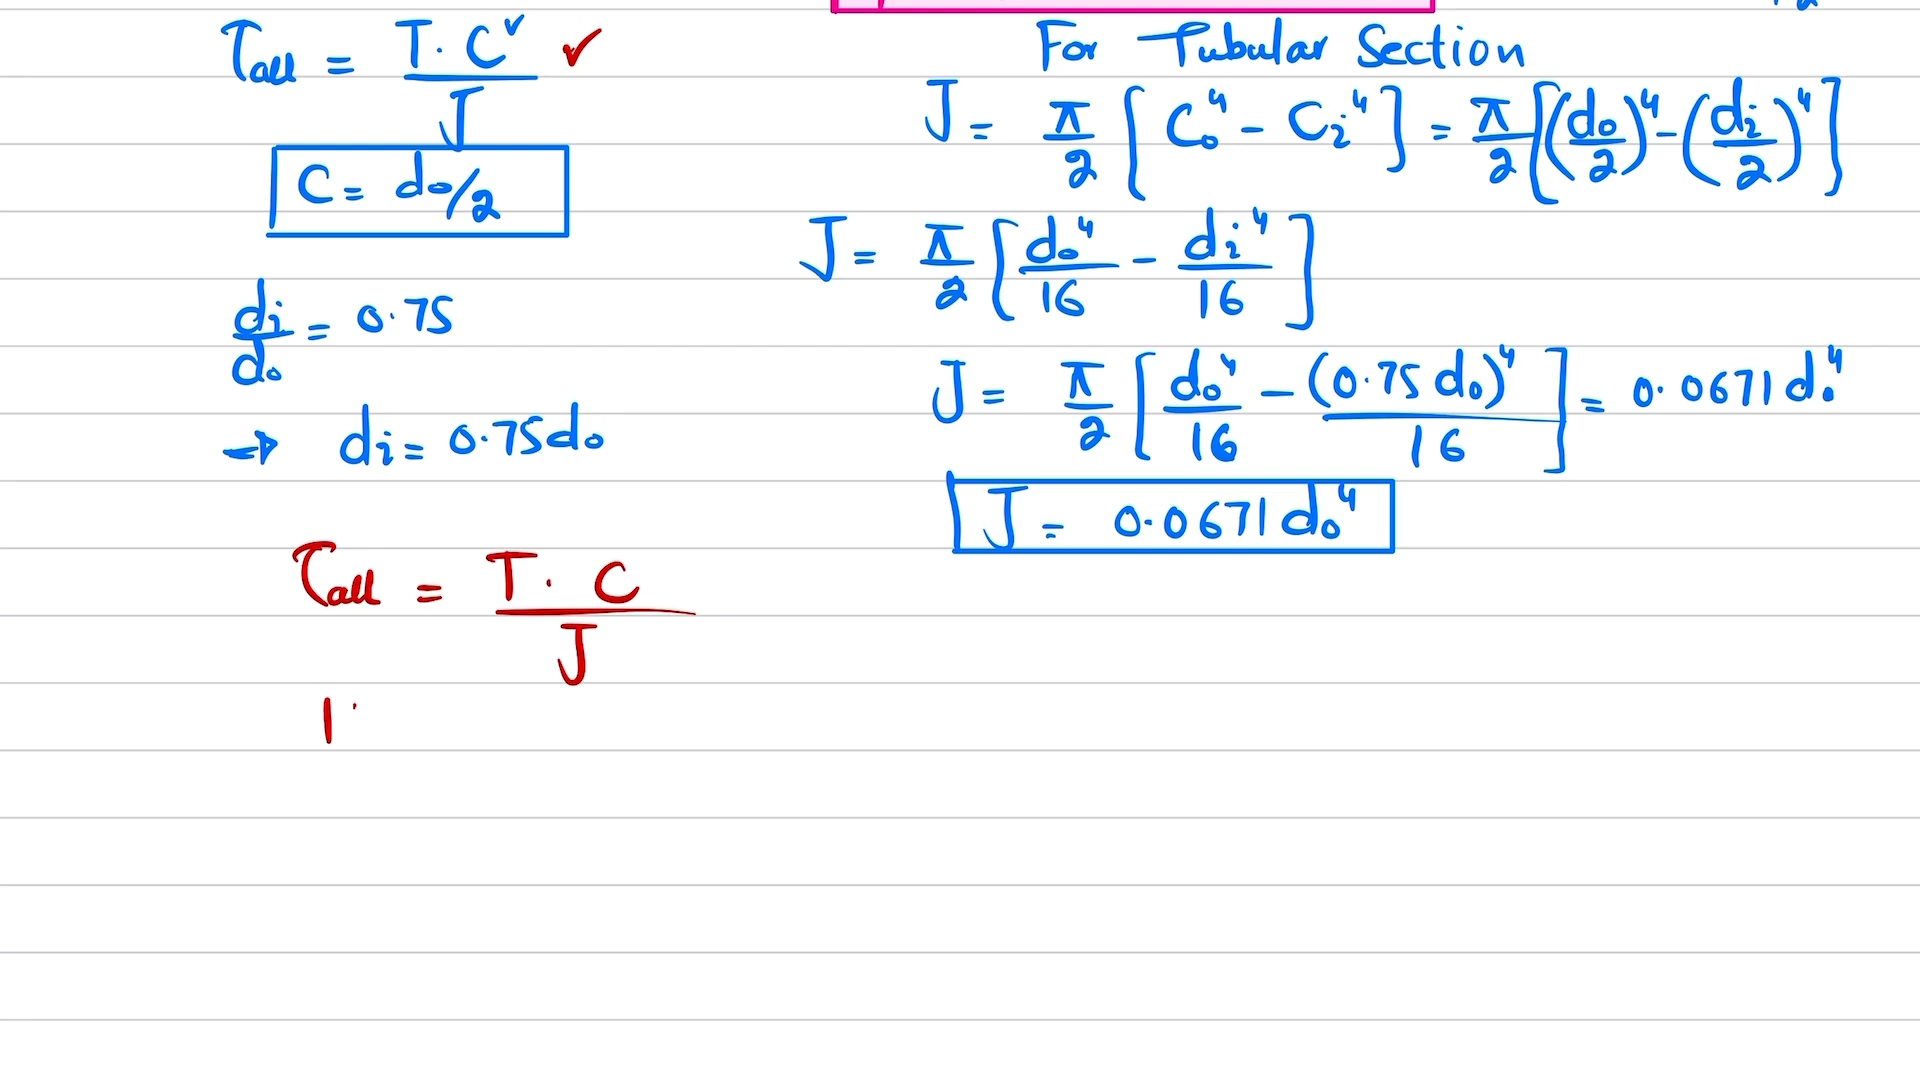 τall = T · C / J ✓
C = do/2
di/do = 0.75
→ di = 0.75do
τall = T · C / J
1.
For Tubular Section
J = π/2 [Co⁴ - Ci⁴] = π/2 [(do/2)⁴ - (di/2)⁴]
J = π/2 [do⁴/16 - di⁴/16]
J = π/2 [do⁴/16 - (0.75 do)⁴/16] = 0.0671 do⁴
J = 0.0671 do⁴